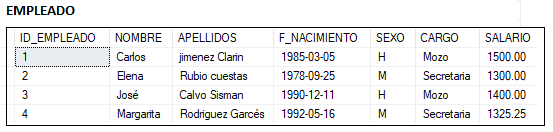 EMPLEADO
ID_EMPLEADO NOMBRE APELLIDOS F_NACIMIENTO SEXO CARGO SALARIO
1 Carlos jimenez Clarin 1985-03-05 H Mozo 1500.00
2 Elena Rubio cuestas 1978-09-25 M Secretaria 1300.00
3 José Calvo Sisman 1990-12-11 H Mozo 1400.00
4 Margarita Rodriguez Garcés 1992-05-16 M Secretaria 1325.25